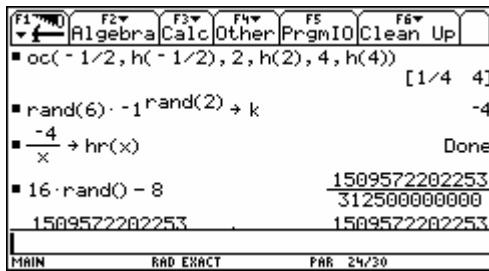 F1▼ F2▼ F3▼ F4▼ F5 F6▼
Algebra Calc Other PrgmIO Clean Up
▪ oc(-1/2, h(-1/2), 2, h(2), 4, h(4))
[1/4 4]
▪ rand(6)·-1^rand(2) → k -4
▪ -4/x → hr(x) Done
▪ 16·rand() - 8 1509572202253/312500000000
1509572202253 . 1509572202253
MAIN RAD EXACT PAR 24/30